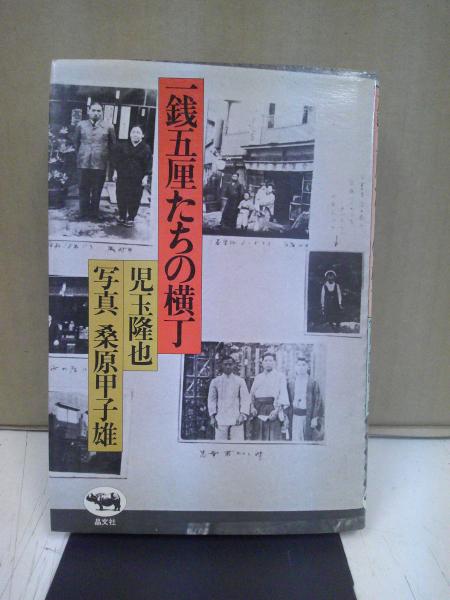 一銭五厘たちの横丁
児玉隆也
写真 桑原甲子雄
晶文社